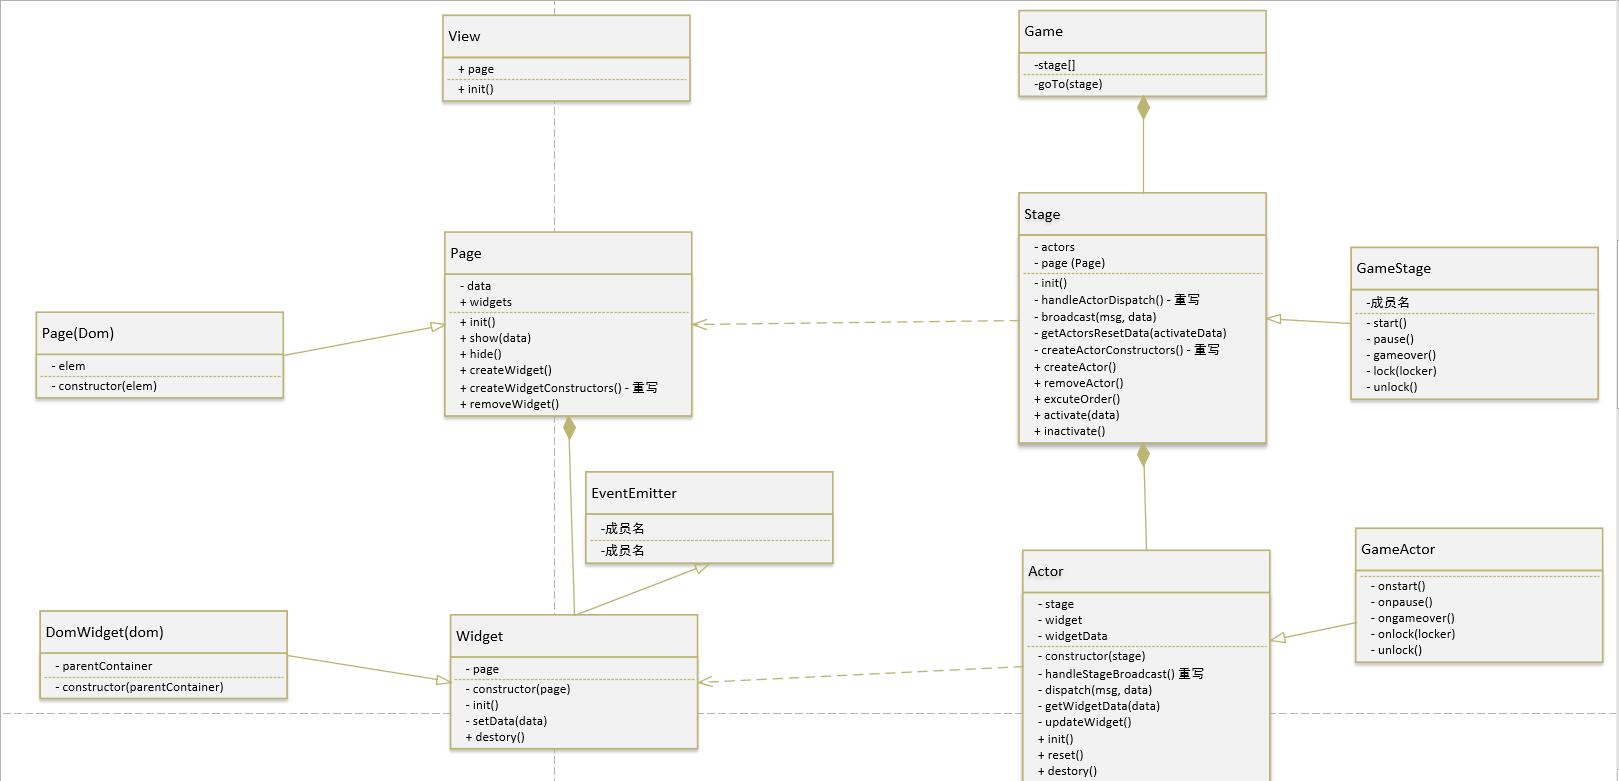 View
+ page
+ init()
Game
-stage[]
-goTo(stage)
Page
- data
+ widgets
+ init()
+ show(data)
+ hide()
+ createWidget()
+ createWidgetConstructors() - 重写
+ removeWidget()
Stage
- actors
- page (Page)
- init()
- handleActorDispatch() - 重写
- broadcast(msg, data)
- getActorsResetData(activateData)
- createActorConstructors() - 重写
+ createActor()
+ removeActor()
+ excuteOrder()
+ activate(data)
+ inactivate()
GameStage
-成员名
- start()
- pause()
- gameover()
- lock(locker)
- unlock()
Page(Dom)
- elem
- constructor(elem)
EventEmitter
-成员名
-成员名
DomWidget(dom)
- parentContainer
- constructor(parentContainer)
Widget
- page
- constructor(page)
- init()
- setData(data)
+ destory()
Actor
- stage
- widget
- widgetData
- constructor(stage)
- handleStageBroadcast() 重写
- dispatch(msg, data)
- getWidgetData(data)
- updateWidget()
+ init()
+ reset()
+ destory()
GameActor
- onstart()
- onpause()
- ongameover()
- onlock(locker)
- unlock()